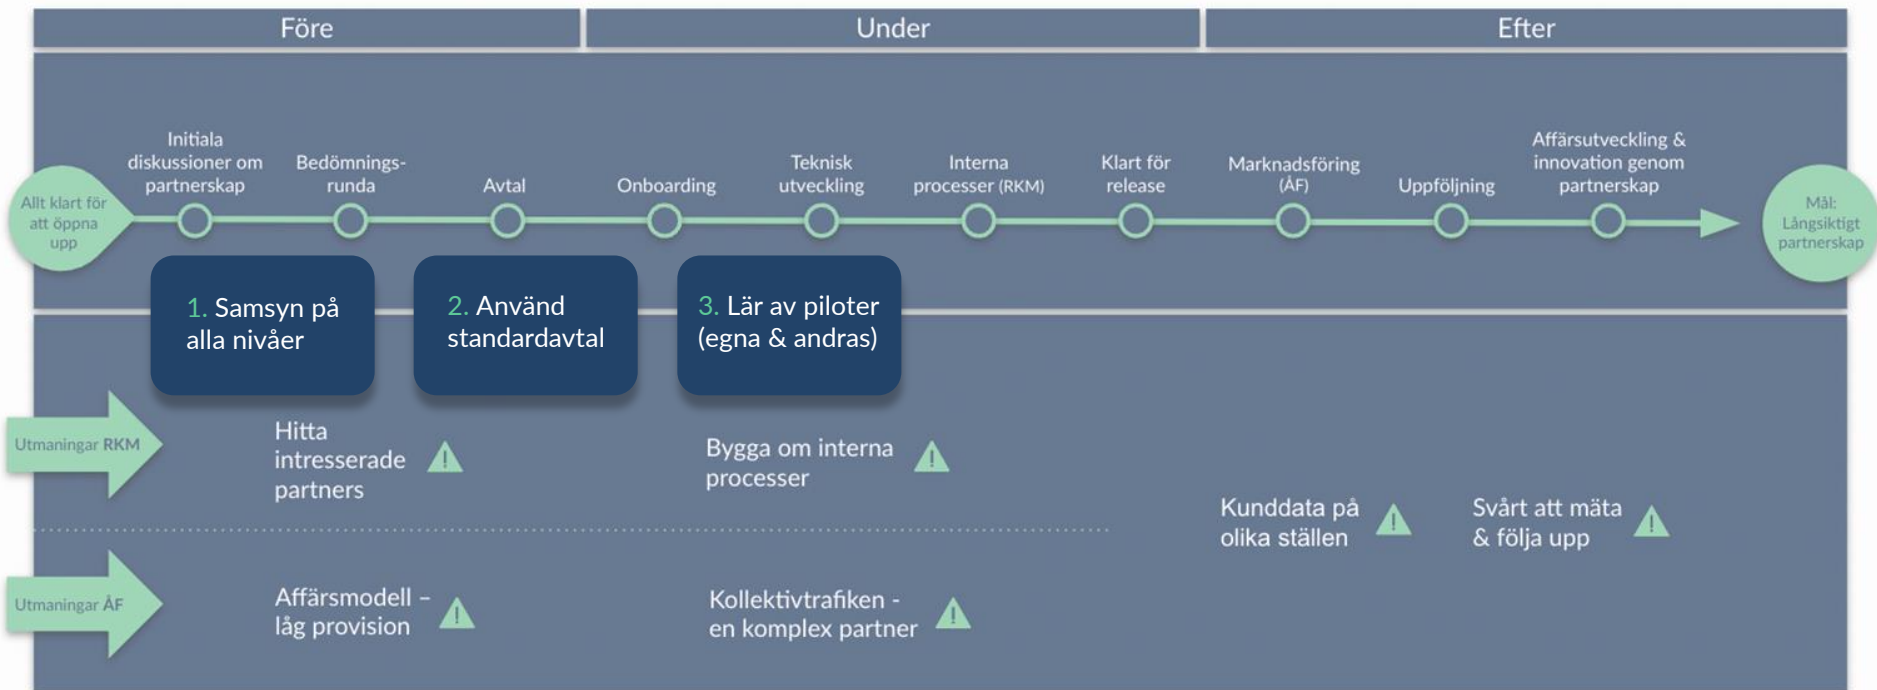 Före
Under
Efter
Allt klart för
att öppna
upp
Initiala
diskussioner om
partnerskap
Bedömnings-
runda
Avtal
Onboarding
Teknisk
utveckling
Interna
processer (RKM)
Klart för
release
Marknadsföring
(ÅF)
Uppföljning
Affärsutveckling &
innovation genom
partnerskap
Mål:
Långsiktigt
partnerskap
1. Samsyn på
alla nivåer
2. Använd
standardavtal
3. Lär av piloter
(egna & andras)
Utmaningar RKM
Hitta
intresserade
partners
!
Bygga om interna
processer
!
Kunddata på
olika ställen
!
Svårt att mäta
& följa upp
!
Utmaningar ÅF
Affärsmodell –
låg provision
!
Kollektivtrafiken -
en komplex partner
!